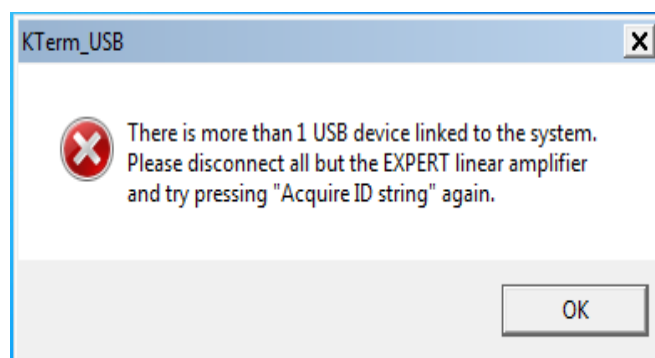 KTerm_USB
There is more than 1 USB device linked to the system.
Please disconnect all but the EXPERT linear amplifier
and try pressing "Acquire ID string" again.
OK